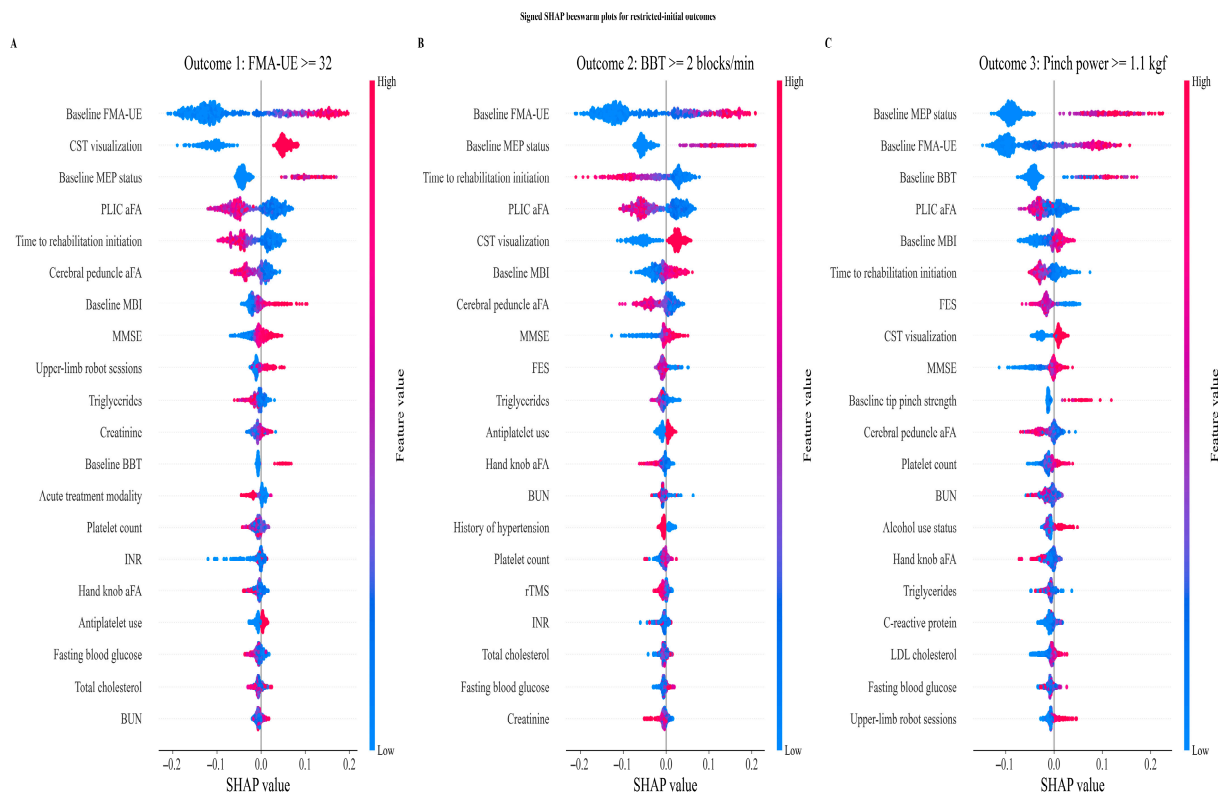 Signed SHAP beeswarm plots for restricted-initial outcomes
A
Outcome 1: FMA-UE >= 32
Baseline FMA-UE
CST visualization
Baseline MEP status
PLIC aFA
Time to rehabilitation initiation
Cerebral peduncle aFA
Baseline MBI
MMSE
Upper-limb robot sessions
Triglycerides
Creatinine
Baseline BBT
Acute treatment modality
Platelet count
INR
Hand knob aFA
Antiplatelet use
Fasting blood glucose
Total cholesterol
BUN
−0.2 −0.1 0.0 0.1 0.2
SHAP value
High
Feature value
Low
B
Outcome 2: BBT >= 2 blocks/min
Baseline FMA-UE
Baseline MEP status
Time to rehabilitation initiation
PLIC aFA
CST visualization
Baseline MBI
Cerebral peduncle aFA
MMSE
FES
Triglycerides
Antiplatelet use
Hand knob aFA
BUN
History of hypertension
Platelet count
rTMS
INR
Total cholesterol
Fasting blood glucose
Creatinine
−0.2 −0.1 0.0 0.1 0.2
SHAP value
High
Feature value
Low
C
Outcome 3: Pinch power >= 1.1 kgf
Baseline MEP status
Baseline FMA-UE
Baseline BBT
PLIC aFA
Baseline MBI
Time to rehabilitation initiation
FES
CST visualization
MMSE
Baseline tip pinch strength
Cerebral peduncle aFA
Platelet count
BUN
Alcohol use status
Hand knob aFA
Triglycerides
C-reactive protein
LDL cholesterol
Fasting blood glucose
Upper-limb robot sessions
−0.1 0.0 0.1 0.2
SHAP value
High
Feature value
Low